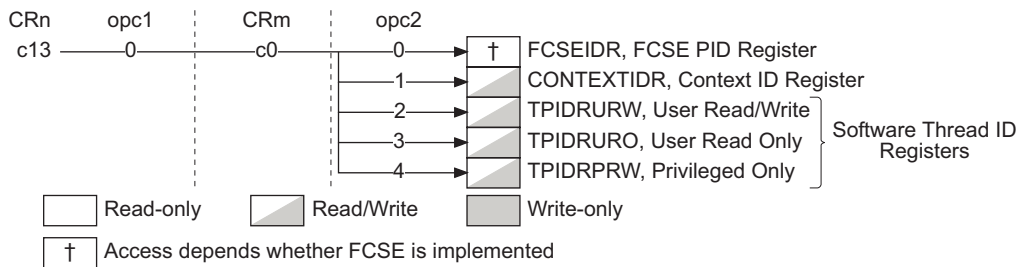 CRn opc1 CRm opc2
c13 0 c0 0 † FCSEIDR, FCSE PID Register
1 CONTEXTIDR, Context ID Register
2 TPIDRURW, User Read/Write
3 TPIDRURO, User Read Only
4 TPIDRPRW, Privileged Only
Software Thread ID
Registers
Read-only Read/Write Write-only
† Access depends whether FCSE is implemented